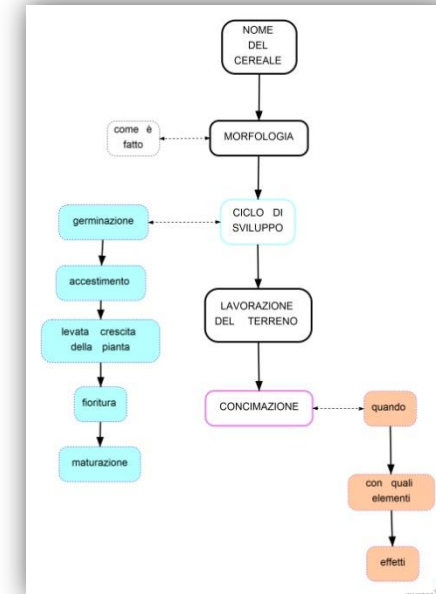 NOME
DEL
CEREALE
come è
fatto
MORFOLOGIA
germinazione
CICLO DI
SVILUPPO
accestimento
LAVORAZIONE
DEL TERRENO
levata crescita
della pianta
fioritura
CONCIMAZIONE
quando
maturazione
con quali
elementi
effetti